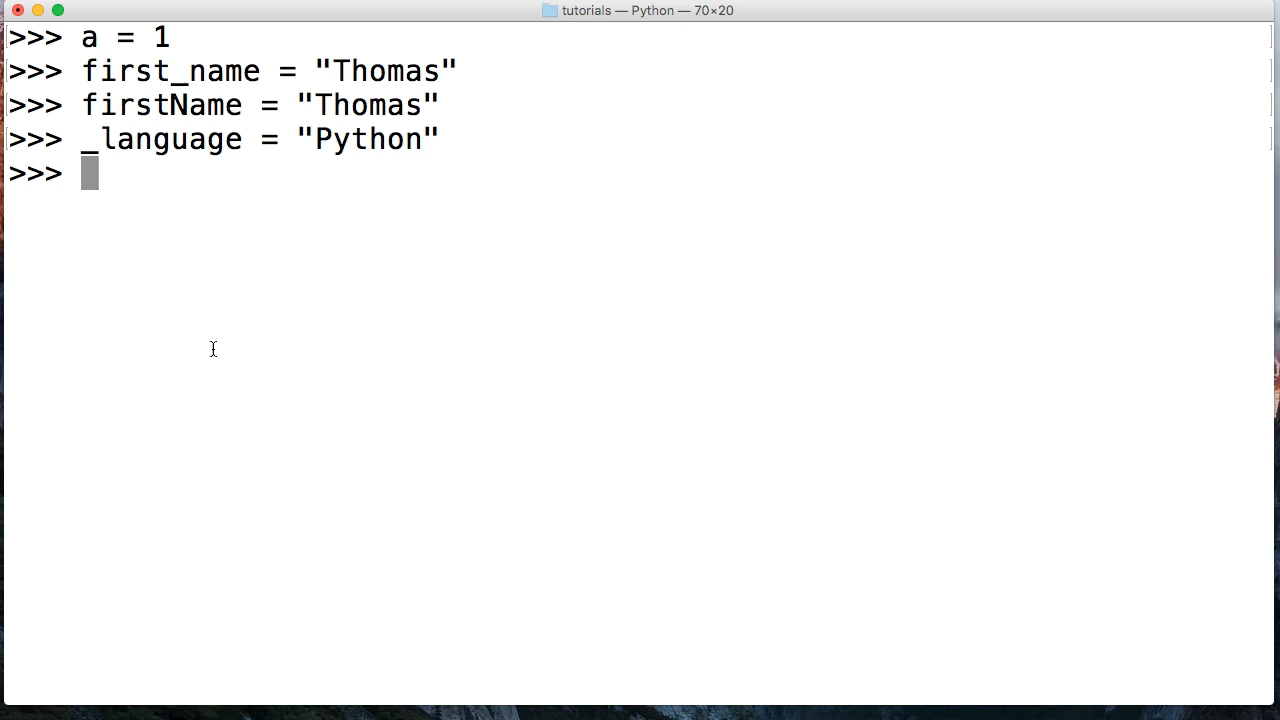 tutorials — Python — 70×20
>>> a = 1
>>> first_name = "Thomas"
>>> firstName = "Thomas"
>>> _language = "Python"
>>>